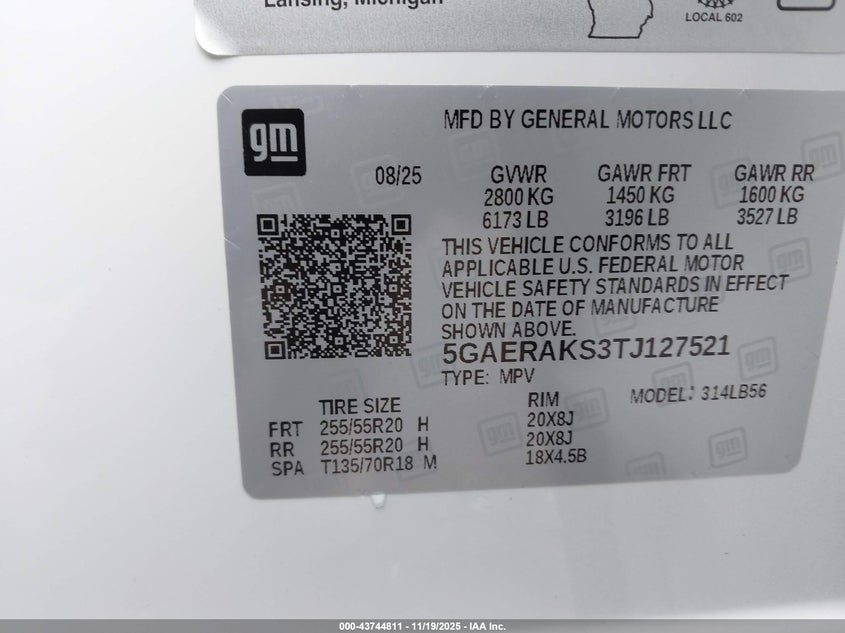 Lansing, Michigan
LOCAL 602
gm
MFD BY GENERAL MOTORS LLC
08/25 GVWR GAWR FRT GAWR RR
2800 KG 1450 KG 1600 KG
6173 LB 3196 LB 3527 LB
THIS VEHICLE CONFORMS TO ALL
APPLICABLE U.S. FEDERAL MOTOR
VEHICLE SAFETY STANDARDS IN EFFECT
ON THE DATE OF MANUFACTURE
SHOWN ABOVE.
5GAERAKS3TJ127521
TYPE: MPV MODEL: 314LB56
TIRE SIZE RIM
FRT 255/55R20 H 20X8J
RR 255/55R20 H 20X8J
SPA T135/70R18 M 18X4.5B
000-43744811 - 11/19/2025 - IAA Inc.